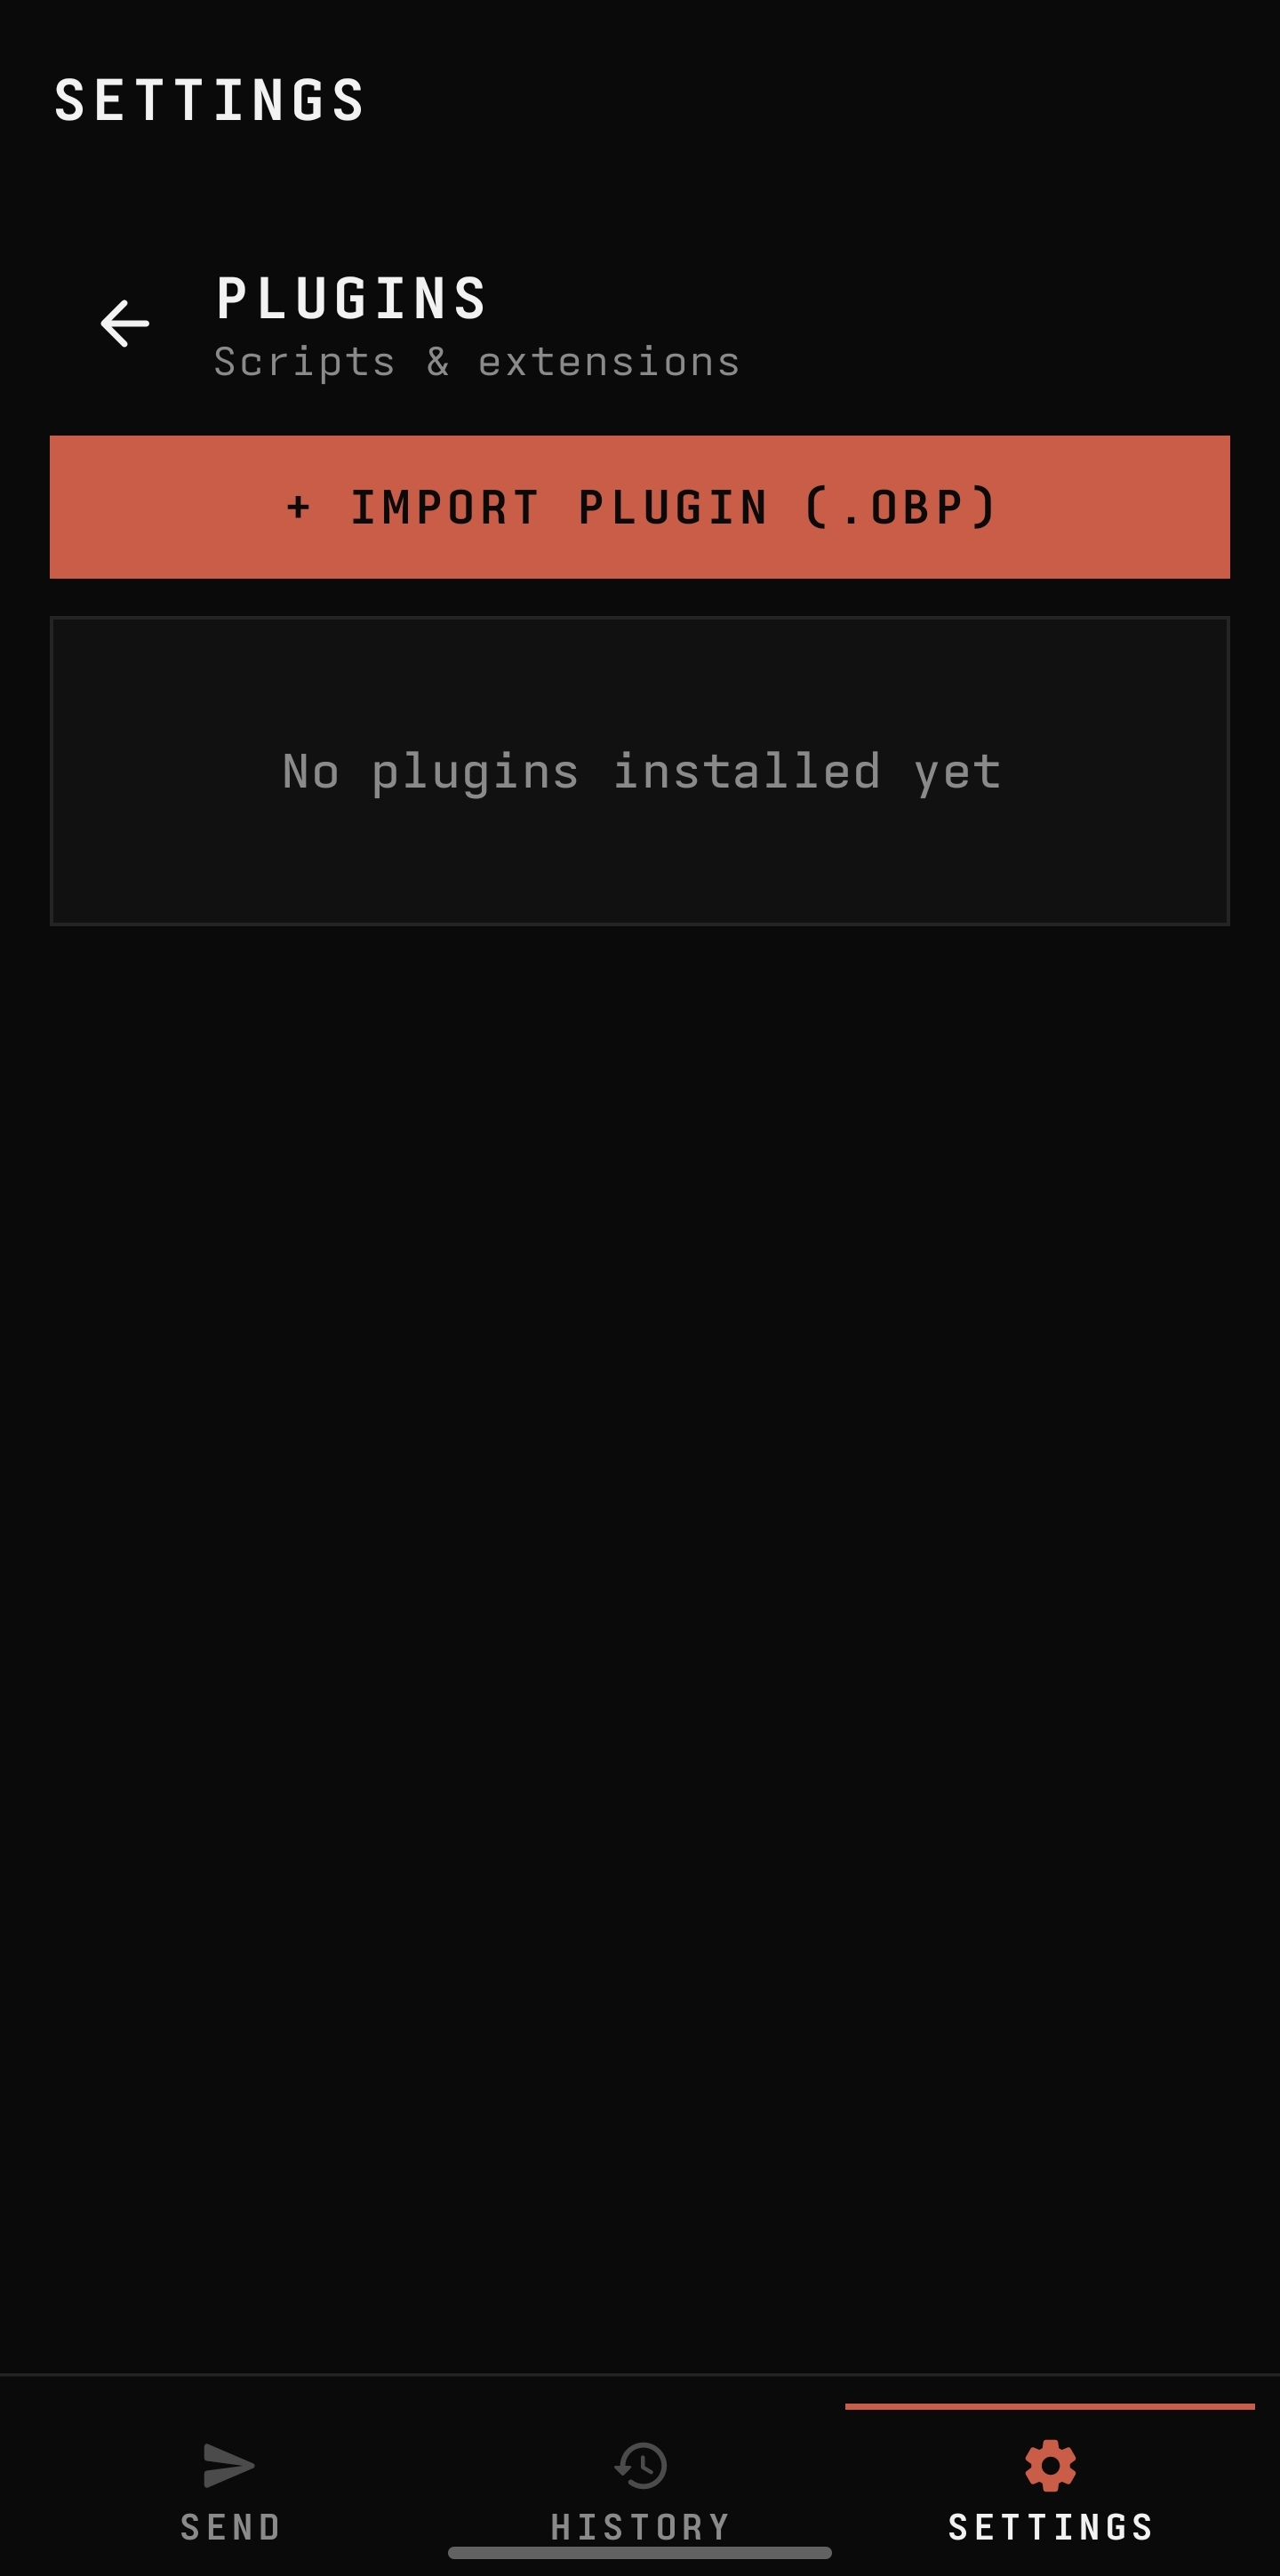 SETTINGS
PLUGINS
Scripts & extensions
+ IMPORT PLUGIN (.OBP)
No plugins installed yet
SEND
HISTORY
SETTINGS